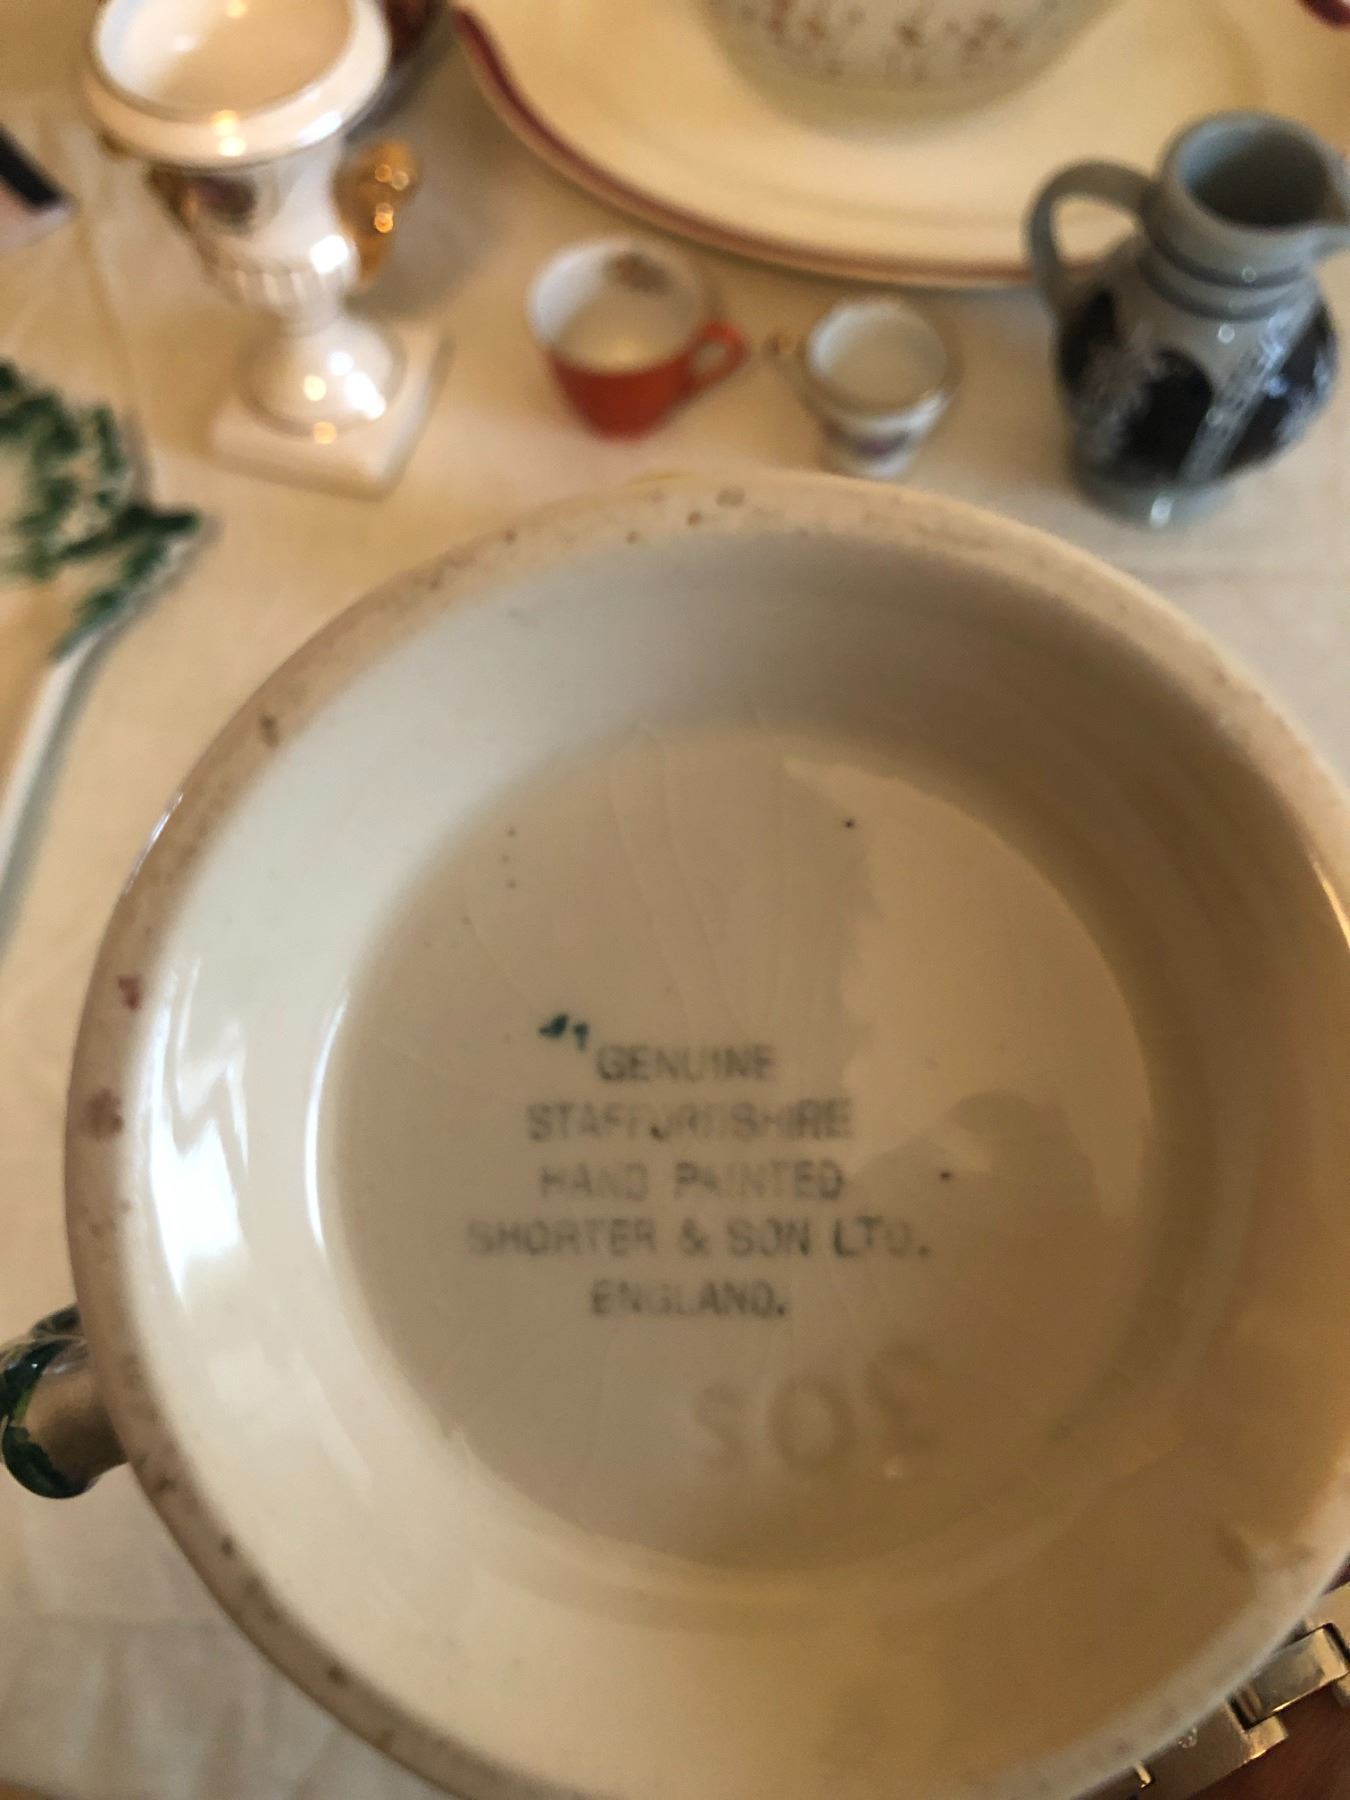 GENUINE
STAFFORDSHIRE
HAND PAINTED
SHORTER & SON LTD.
ENGLAND.